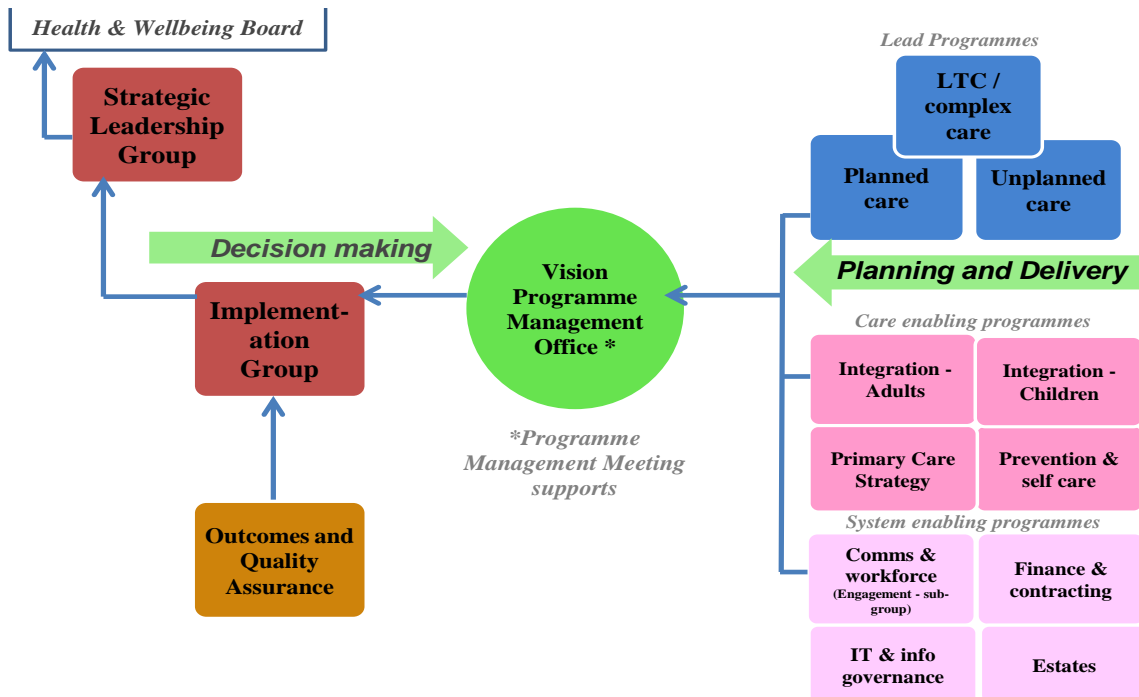 Health & Wellbeing Board
Strategic
Leadership
Group
Decision making
Implement-
ation
Group
Outcomes and
Quality
Assurance
Vision
Programme
Management
Office *
*Programme
Management Meeting
supports
Lead Programmes
LTC /
complex
care
Planned
care
Unplanned
care
Planning and Delivery
Care enabling programmes
Integration -
Adults
Integration -
Children
Primary Care
Strategy
Prevention &
self care
System enabling programmes
Comms &
workforce
(Engagement - sub-
group)
Finance &
contracting
IT & info
governance
Estates